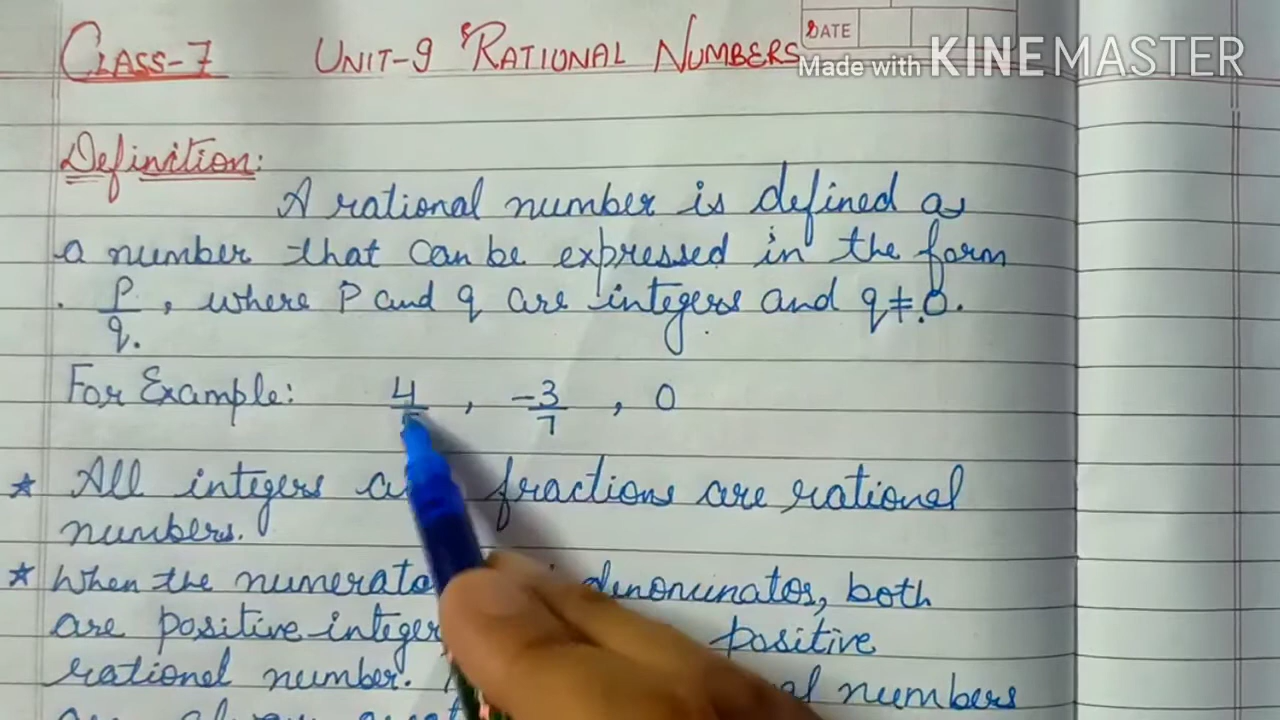 DATE
Made with KINEMASTER
CLASS-7 UNIT-9 RATIONAL NUMBERS
Definition:
A rational number is defined as
a number that can be expressed in the form
P/q, where P and q are integers and q≠0.
For Example: 4/ , -3/7 , 0
★ All integers fractions are rational
numbers.
★ When the denominator, both
are positive positive
rational number. numbers